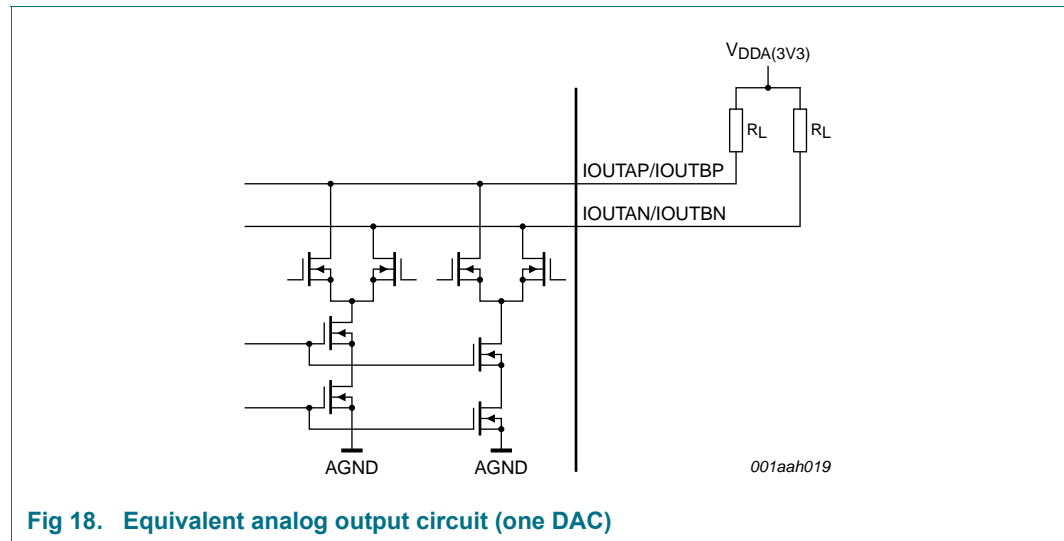 VDDA(3V3)
RL RL
IOUTAP/IOUTBP
IOUTAN/IOUTBN
AGND AGND
001aah019
Fig 18. Equivalent analog output circuit (one DAC)